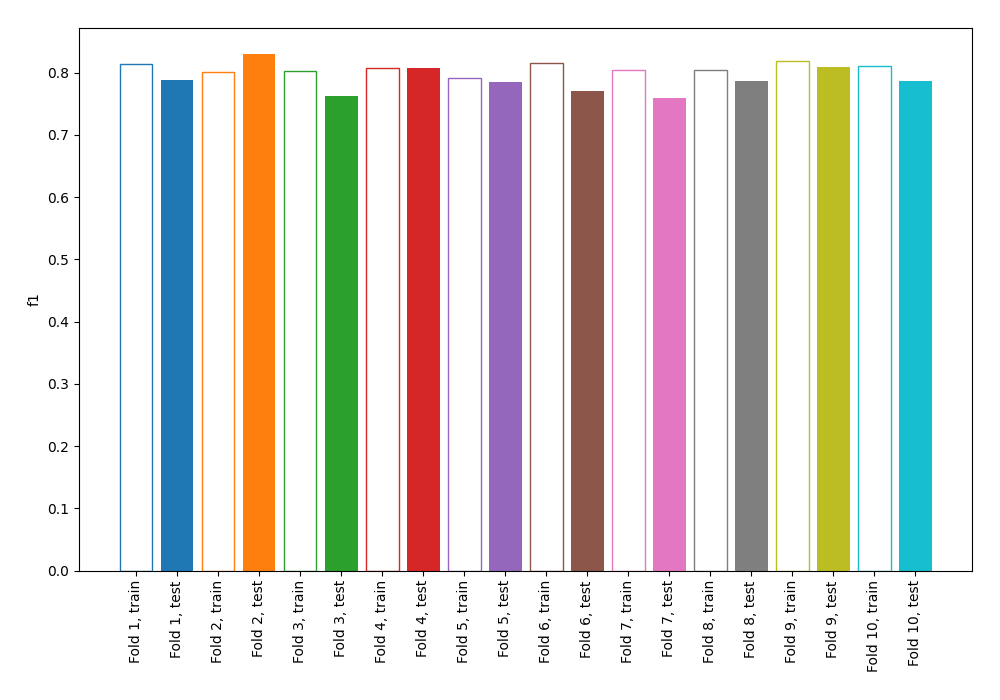 f1
0.8
0.7
0.6
0.5
0.4
0.3
0.2
0.1
0.0
Fold 1, train
Fold 1, test
Fold 2, train
Fold 2, test
Fold 3, train
Fold 3, test
Fold 4, train
Fold 4, test
Fold 5, train
Fold 5, test
Fold 6, train
Fold 6, test
Fold 7, train
Fold 7, test
Fold 8, train
Fold 8, test
Fold 9, train
Fold 9, test
Fold 10, train
Fold 10, test